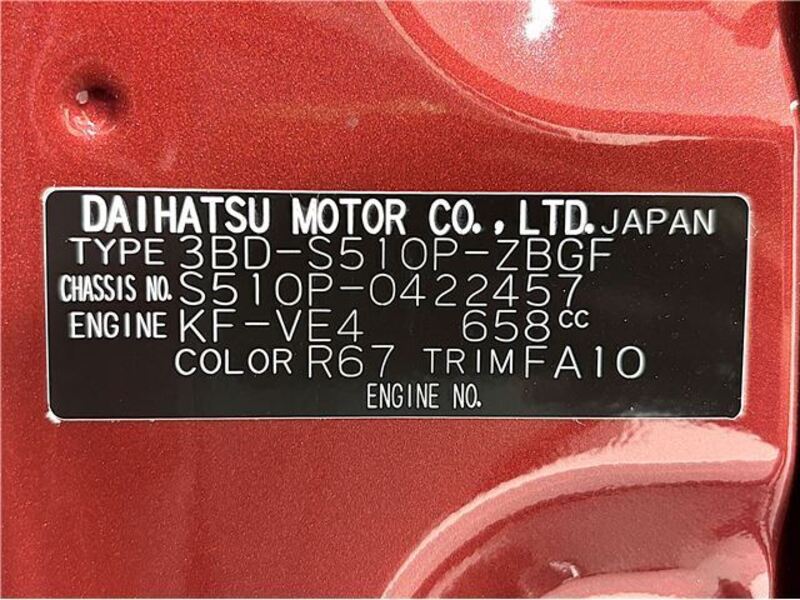 DAIHATSU MOTOR CO., LTD. JAPAN
TYPE 3BD-S510P-ZBGF
CHASSIS NO. S510P-0422457
ENGINE KF-VE4 658cc
COLOR R67 TRIM FA10
ENGINE NO.